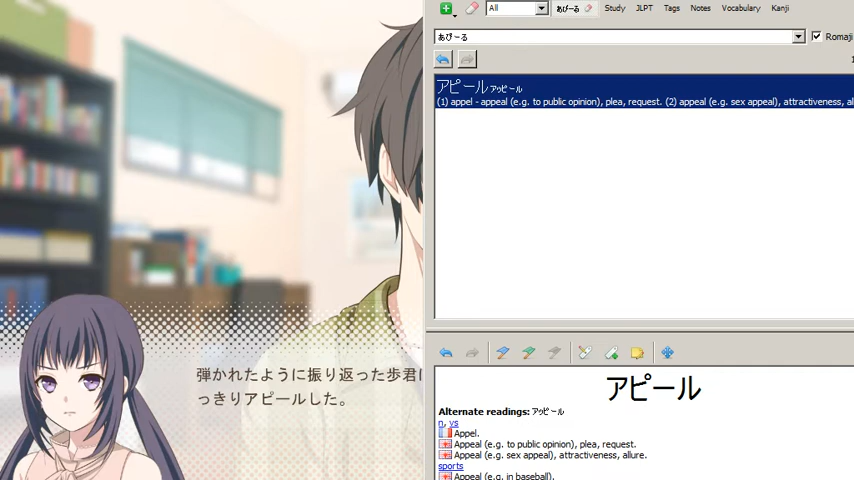 All
あぴーる
Study
JLPT
Tags
Notes
Vocabulary
Kanji
あぴーる
Romaji
アピール アッピール
(1) appel - appeal (e.g. to public opinion), plea, request. (2) appeal (e.g. sex appeal), attractiveness, al
弾かれたように振り返った歩君は
っきりアピールした。
アピール
Alternate readings: アッピール
n, vs
Appel.
Appeal (e.g. to public opinion), plea, request.
Appeal (e.g. sex appeal), attractiveness, allure.
sports
Appeal (e.g. in baseball).